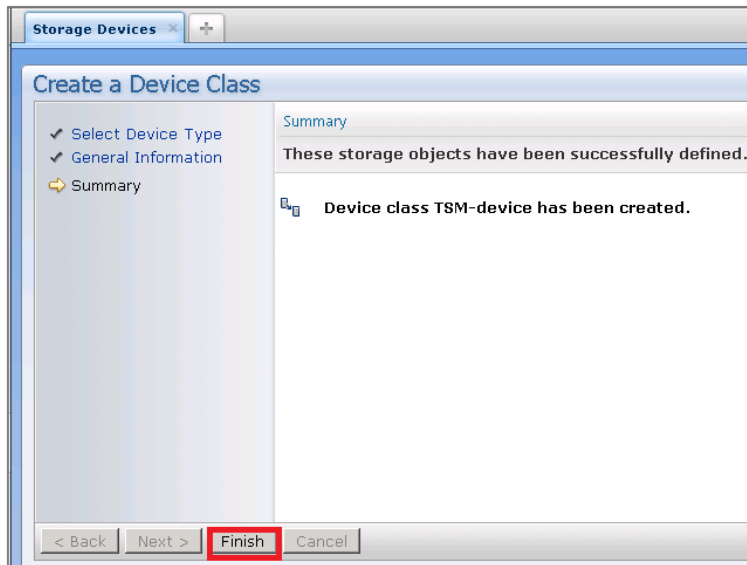 Storage Devices
Create a Device Class
Select Device Type
General Information
Summary
Summary
These storage objects have been successfully defined.
Device class TSM-device has been created.
< Back
Next >
Finish
Cancel